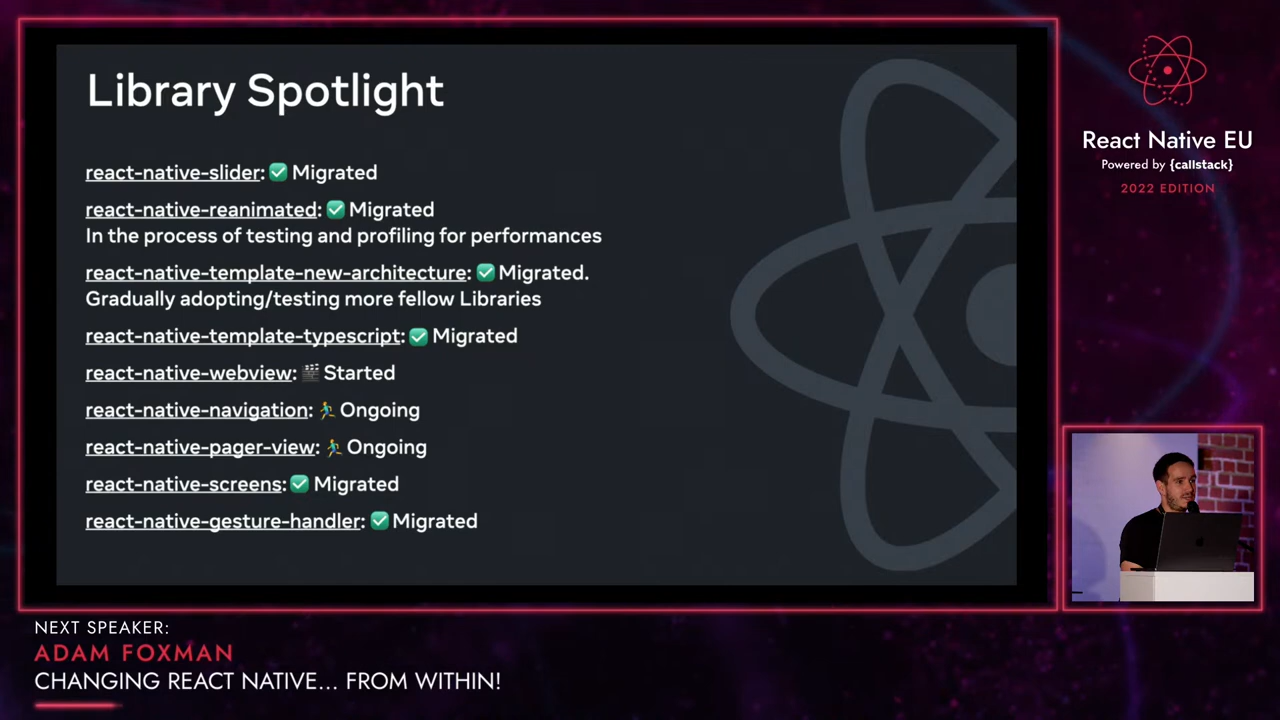 Library Spotlight
react-native-slider: ✅ Migrated
react-native-reanimated: ✅ Migrated
In the process of testing and profiling for performances
react-native-template-new-architecture: ✅ Migrated.
Gradually adopting/testing more fellow Libraries
react-native-template-typescript: ✅ Migrated
react-native-webview: 🎬 Started
react-native-navigation: 🏃 Ongoing
react-native-pager-view: 🏃 Ongoing
react-native-screens: ✅ Migrated
react-native-gesture-handler: ✅ Migrated
React Native EU
Powered by {callstack}
2022 EDITION
NEXT SPEAKER:
ADAM FOXMAN
CHANGING REACT NATIVE... FROM WITHIN!